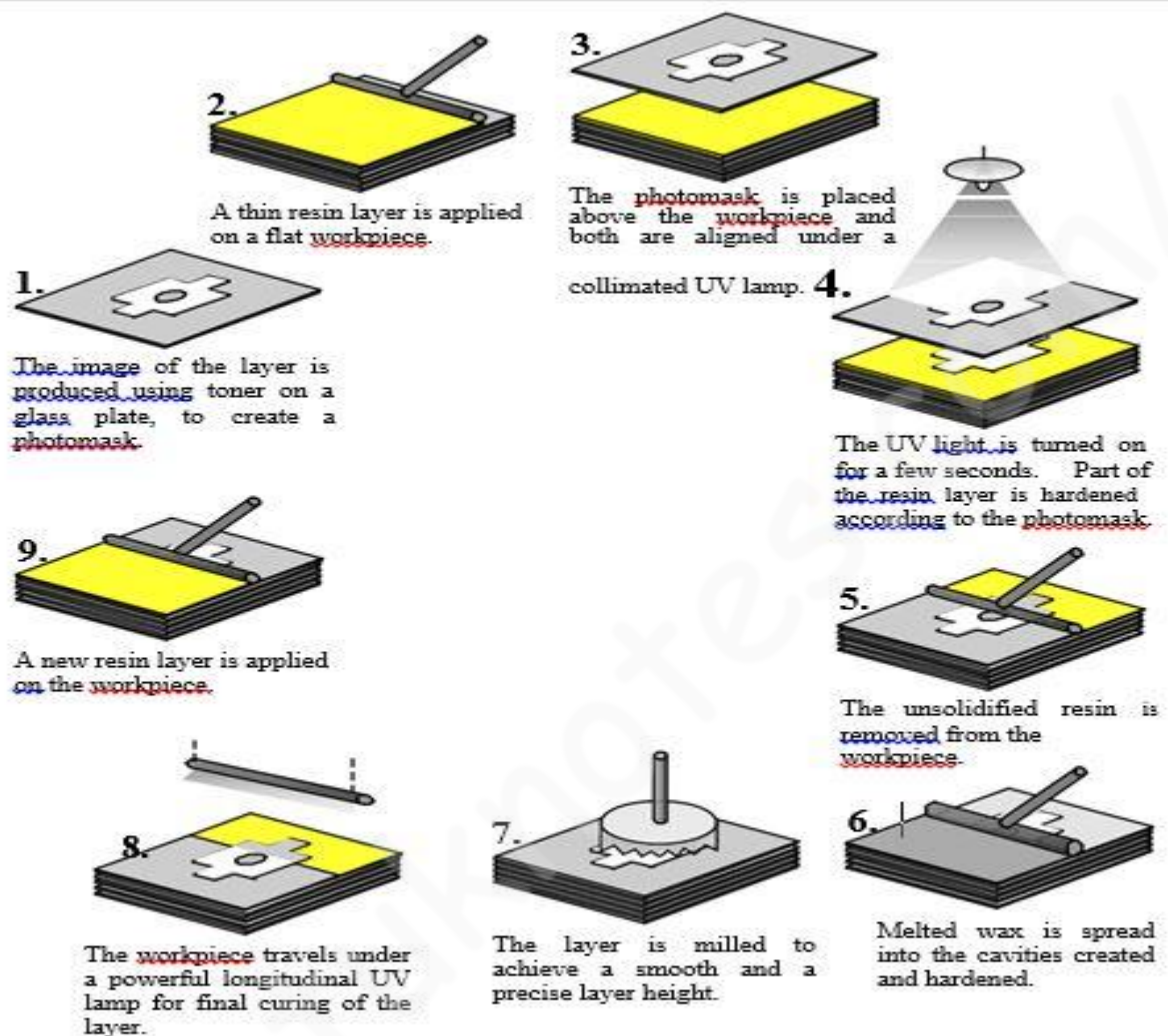 1.
The image of the layer is
produced using toner on a
glass plate, to create a
photomask.
2.
A thin resin layer is applied
on a flat workpiece.
3.
The photomask is placed
above the workpiece and
both are aligned under a
collimated UV lamp.
4.
The UV light is turned on
for a few seconds. Part of
the resin layer is hardened
according to the photomask.
5.
The unsolidified resin is
removed from the
workpiece.
6.
Melted wax is spread
into the cavities created
and hardened.
7.
The layer is milled to
achieve a smooth and a
precise layer height.
8.
The workpiece travels under
a powerful longitudinal UV
lamp for final curing of the
layer.
9.
A new resin layer is applied
on the workpiece.